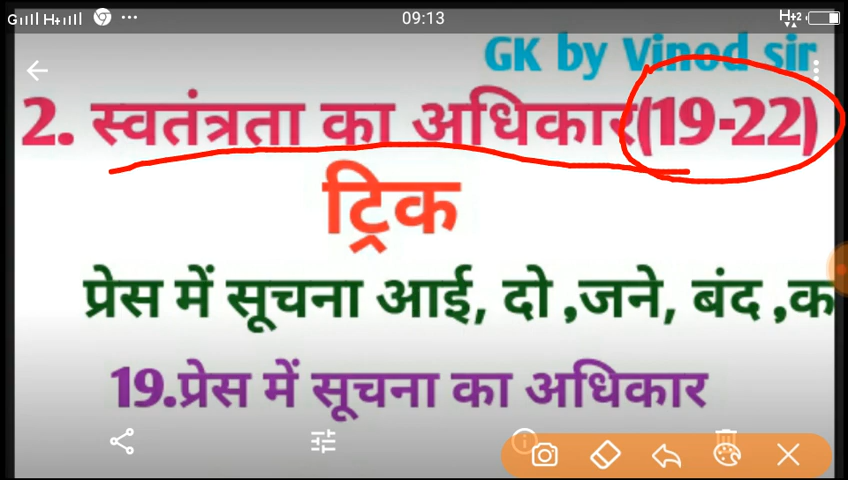 09:13
GK by Vinod sir
2. स्वतंत्रता का अधिकार(19-22)
ट्रिक
प्रेस में सूचना आई, दो ,जने, बंद ,क
19.प्रेस में सूचना का अधिकार